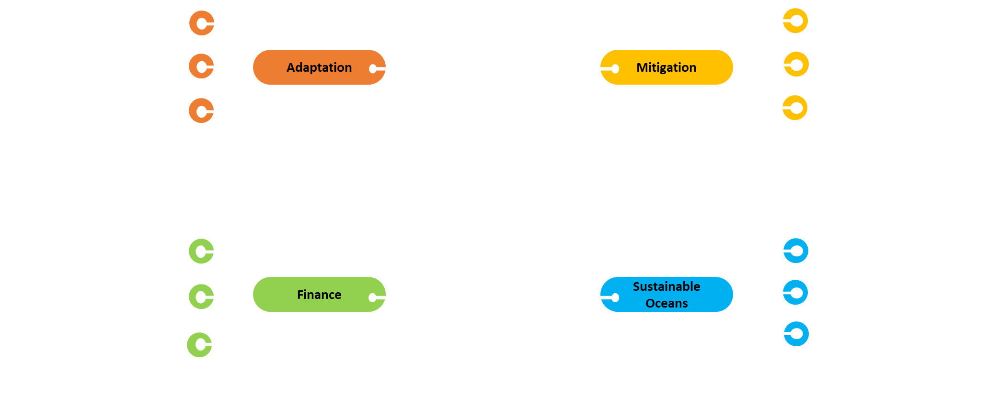 Adaptation
Mitigation
Finance
Sustainable
Oceans